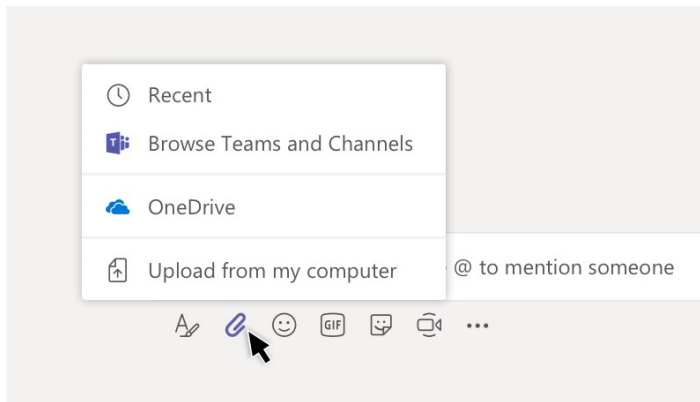 Recent
Browse Teams and Channels
OneDrive
Upload from my computer
@ to mention someone
GIF